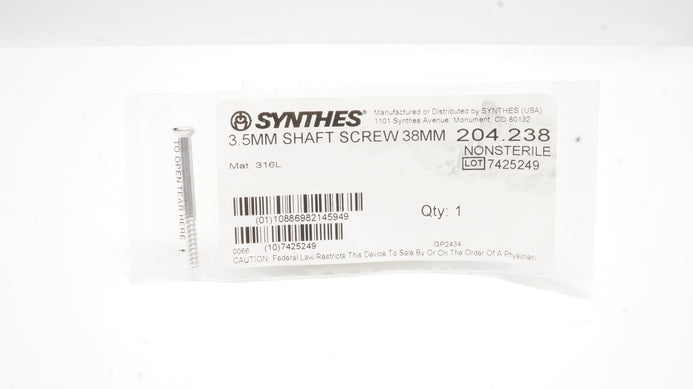 SYNTHES®
Manufactured or Distributed by SYNTHES (USA)
1101 Synthes Avenue, Monument, CO 80132
3.5MM SHAFT SCREW 38MM 204.238
NONSTERILE
Mat: 316L
LOT 7425249
(01)10886982145949
Qty: 1
(10)7425249
0066
GP2434
CAUTION: Federal Law Restricts This Device To Sale By Or On The Order Of A Physician.
TO OPEN TEAR HERE